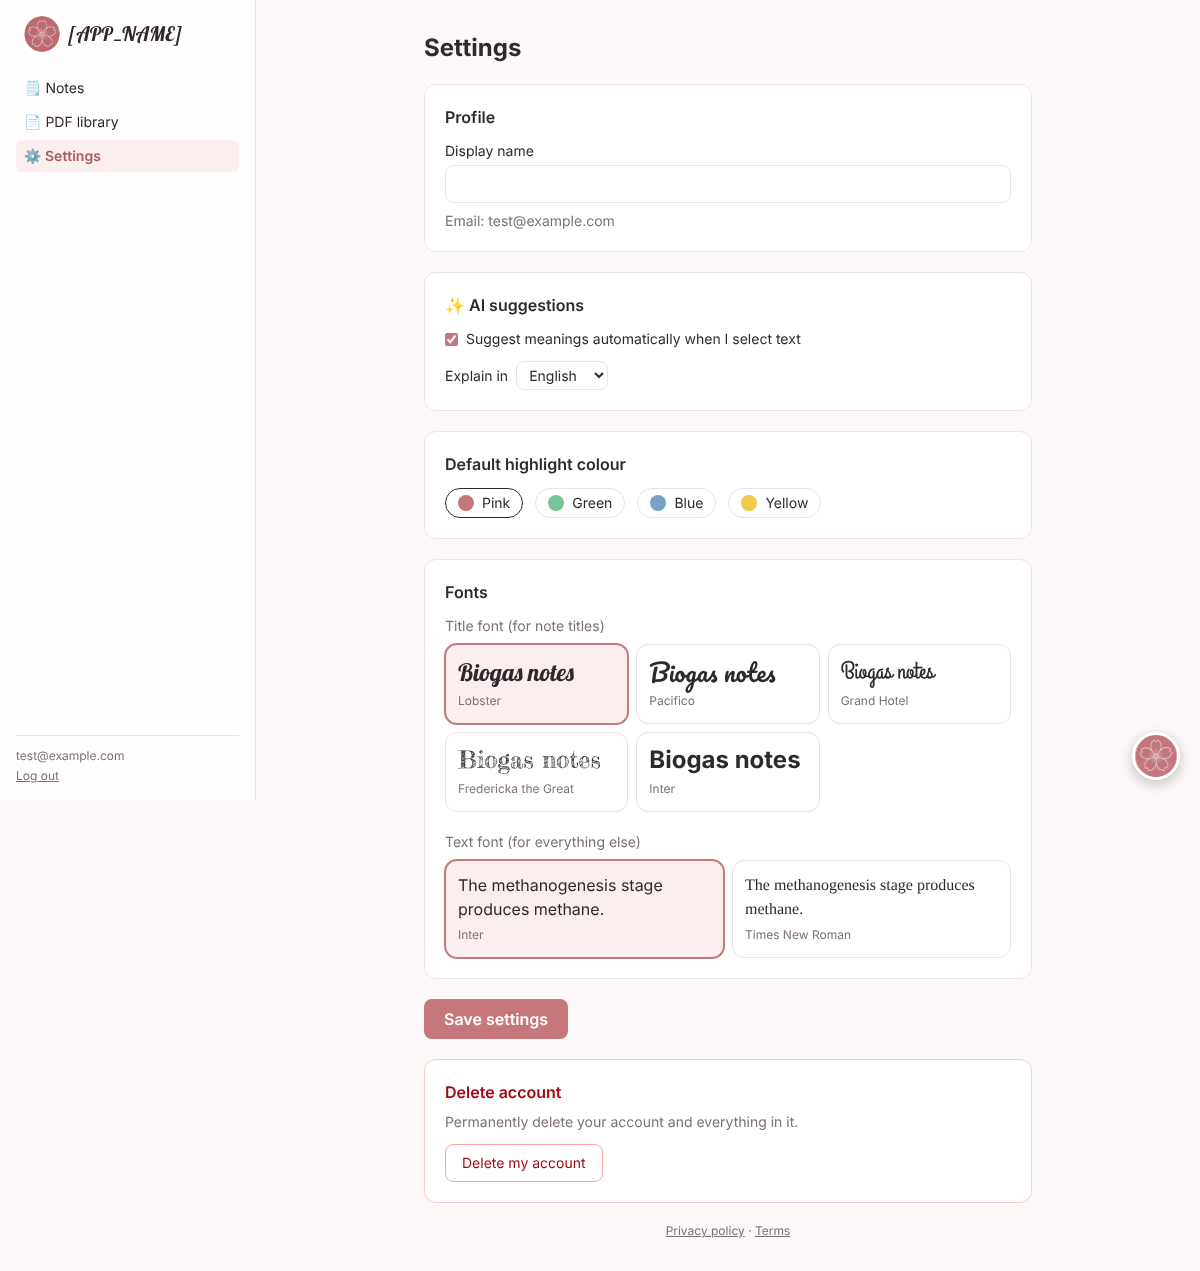 [APP_NAME]
Notes
PDF library
Settings
test@example.com
Log out
Settings
Profile
Display name
Email: test@example.com
✨ AI suggestions
Suggest meanings automatically when I select text
Explain in English
Default highlight colour
Pink Green Blue Yellow
Fonts
Title font (for note titles)
Biogas notes
Lobster
Biogas notes
Pacifico
Biogas notes
Grand Hotel
Biogas notes
Fredericka the Great
Biogas notes
Inter
Text font (for everything else)
The methanogenesis stage
produces methane.
Inter
The methanogenesis stage produces
methane.
Times New Roman
Save settings
Delete account
Permanently delete your account and everything in it.
Delete my account
Privacy policy · Terms